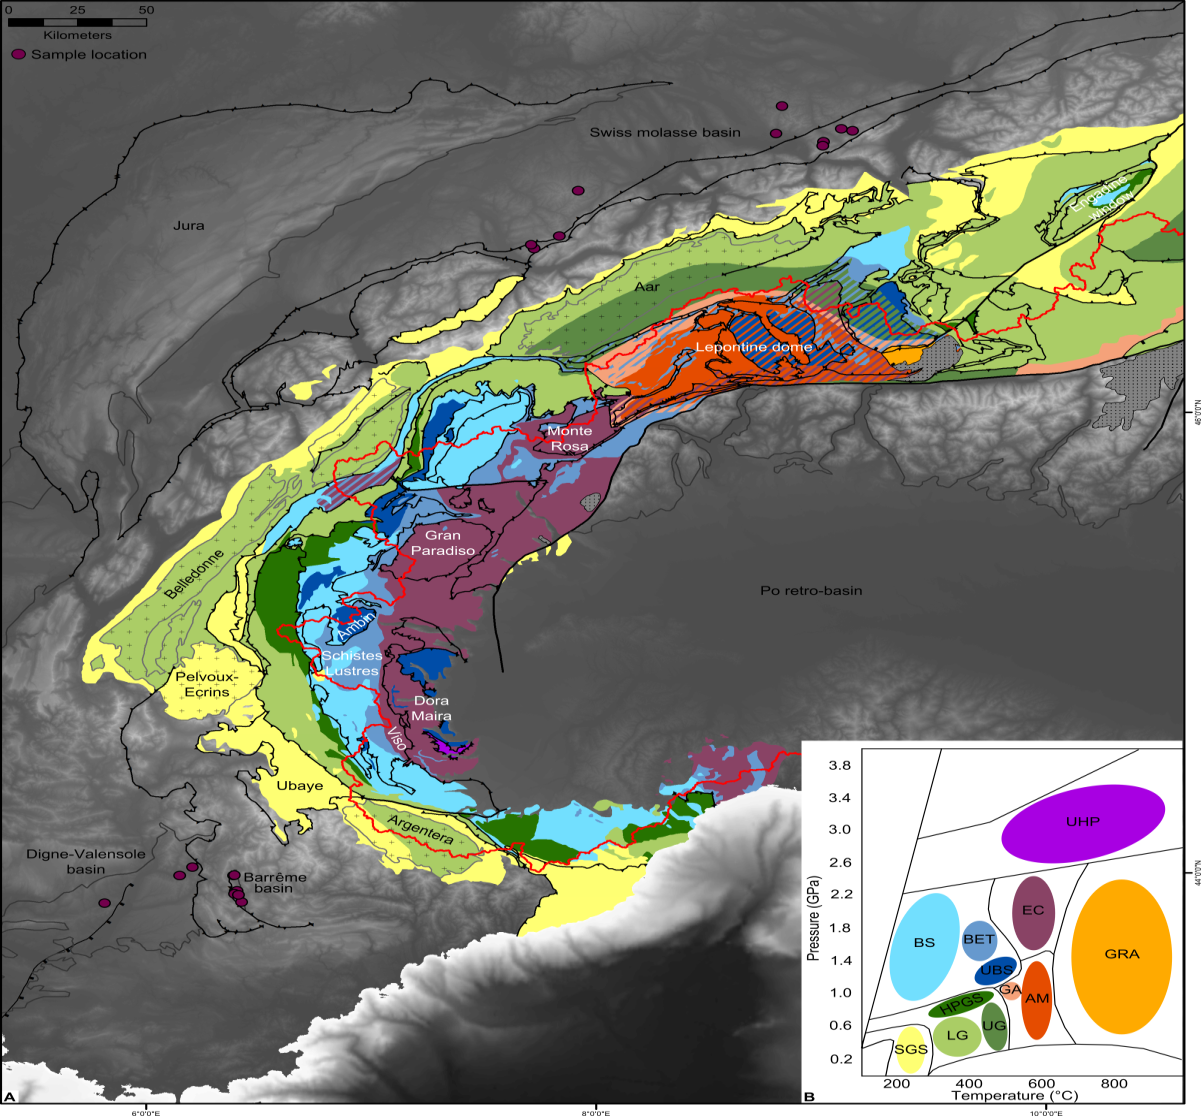 0 25 50
Kilometers
Sample location
Swiss molasse basin
Jura
Engadine
window
Aar
Lepontine dome
46°0'0"N
Monte
Rosa
Gran
Paradiso
Belledonne
Po retro-basin
Ambin
Schistes
Lustres
Pelvoux-
Ecrins
Dora
Maira
Viso
Ubaye
Argentera
Digne-Valensole
basin
Barrême
basin
44°0'0"N
3.8
3.4
3.0
2.6
2.2
1.8
1.4
1.0
0.6
0.2
Pressure (GPa)
UHP
EC
BS
BET
GRA
UBS
GA
AM
HPGS
LG
UG
SGS
200 400 600 800
Temperature (°C)
A
B
6°0'0"E
8°0'0"E
10°0'0"E